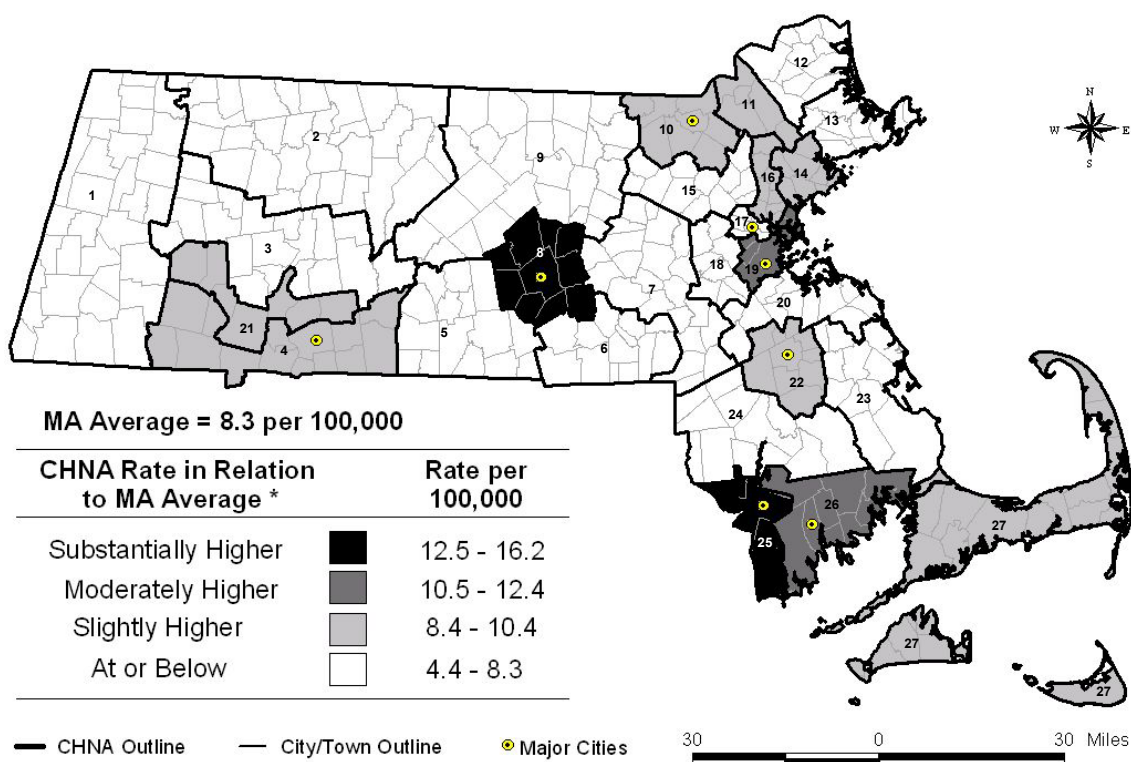 12
11
N
10
13
W E
2
S
9
16
14
15
1
17
3
8
19
18
7
20
21
5
4
6
22
23
24
MA Average = 8.3 per 100,000
CHNA Rate in Relation
to MA Average *
Rate per
100,000
26
27
25
Substantially Higher 12.5 - 16.2
Moderately Higher 10.5 - 12.4
Slightly Higher 8.4 - 10.4
At or Below 4.4 - 8.3
27
27
CHNA Outline City/Town Outline Major Cities
30 0 30 Miles